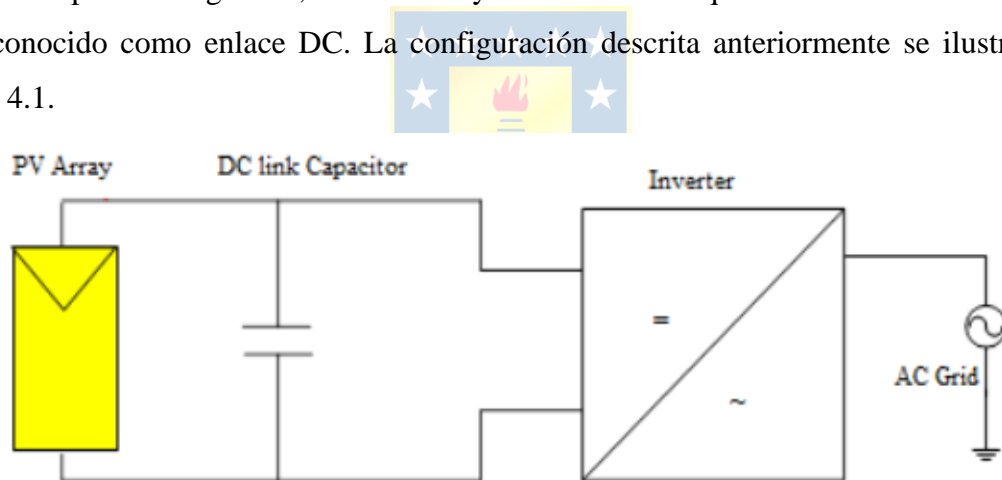 conocido como enlace DC. La configuración descrita anteriormente se ilustr
4.1.
PV Array
DC link Capacitor
Inverter
=
~
AC Grid